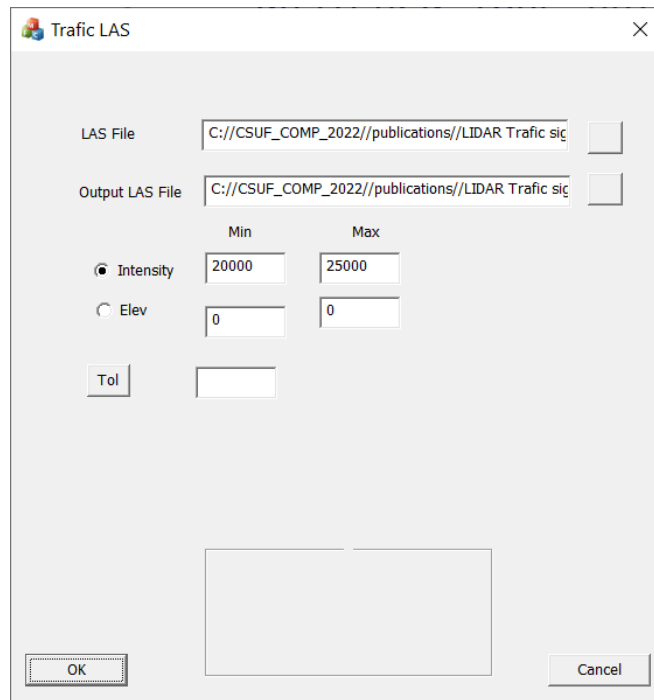 Trafic LAS
LAS File C://CSUF_COMP_2022//publications//LIDAR Trafic sig
Output LAS File C://CSUF_COMP_2022//publications//LIDAR Trafic sig
Min Max
Intensity 20000 25000
Elev 0 0
Tol
OK Cancel